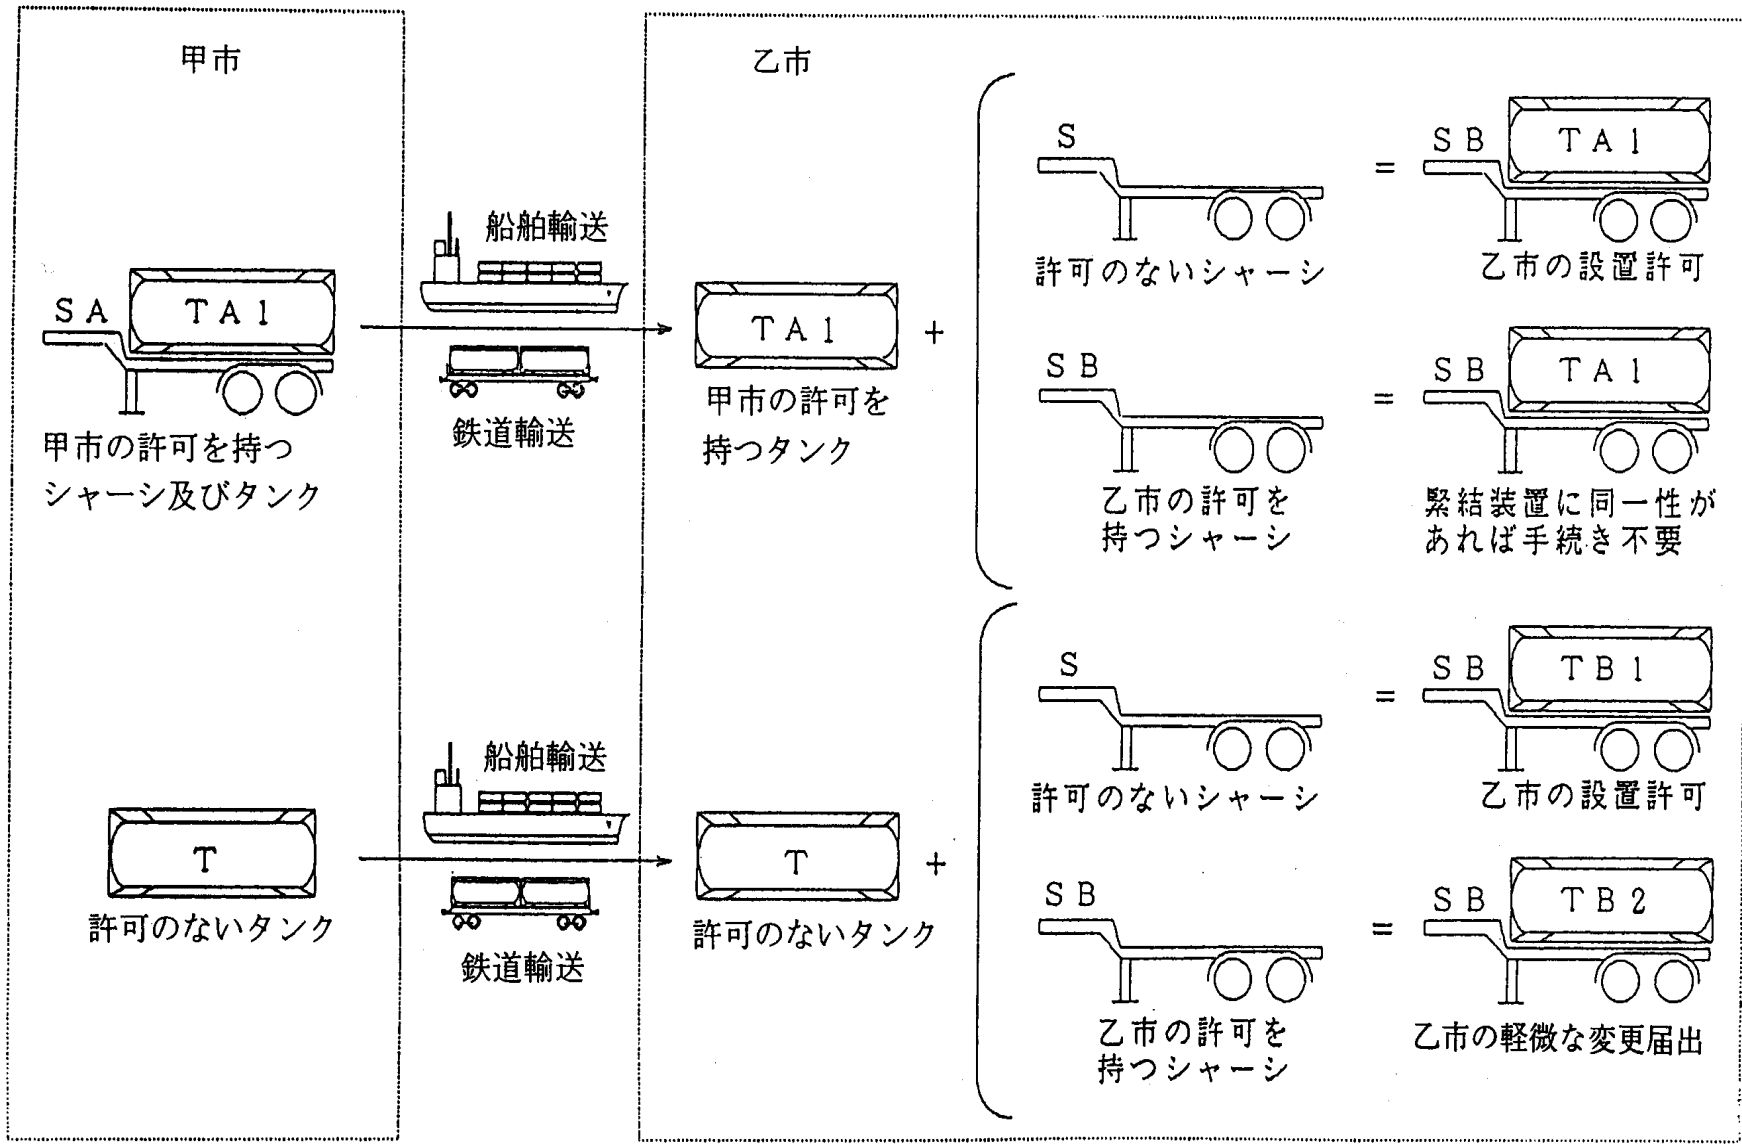 甲市
乙市
SA
TA1
甲市の許可を持つ
シャーシ及びタンク
船舶輸送
鉄道輸送
TA1
甲市の許可を
持つタンク
+
S
許可のないシャーシ
=
SB
TA1
乙市の設置許可
SB
乙市の許可を
持つシャーシ
=
SB
TA1
緊結装置に同一性が
あれば手続き不要
T
許可のないタンク
船舶輸送
鉄道輸送
T
許可のないタンク
+
S
許可のないシャーシ
=
SB
TB1
乙市の設置許可
SB
乙市の許可を
持つシャーシ
=
SB
TB2
乙市の軽微な変更届出